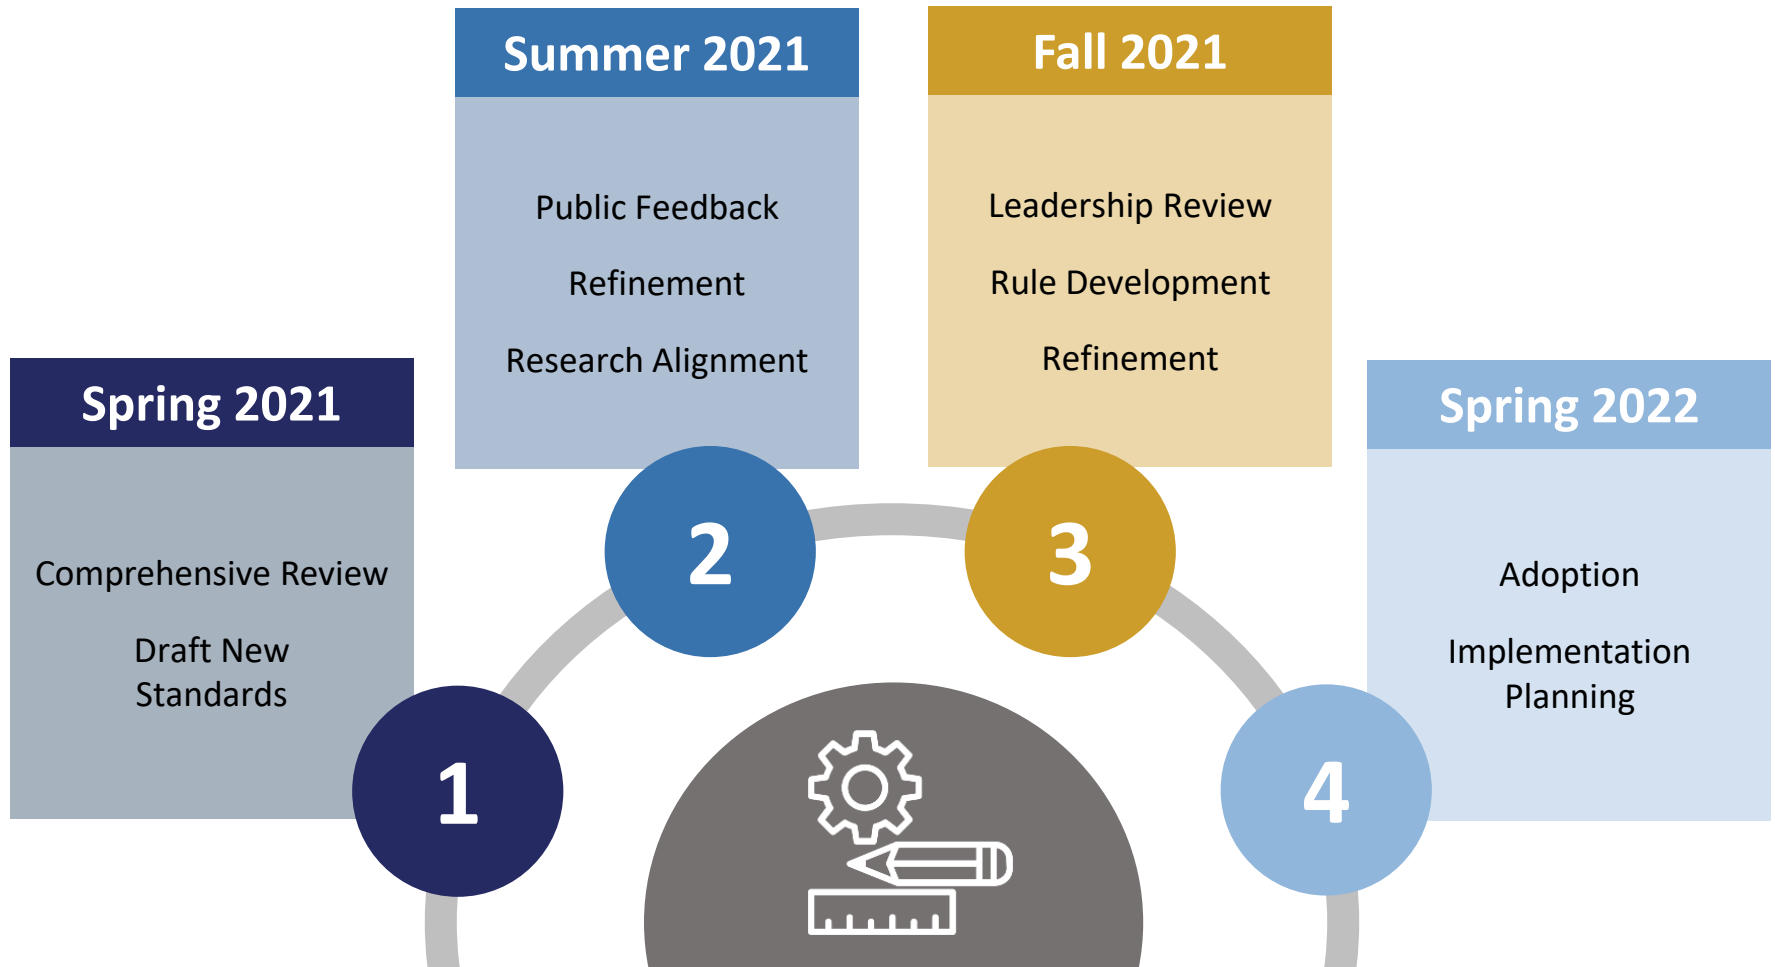 Spring 2021
Comprehensive Review
Draft New
Standards
1
Summer 2021
Public Feedback
Refinement
Research Alignment
2
Fall 2021
Leadership Review
Rule Development
Refinement
3
Spring 2022
Adoption
Implementation
Planning
4